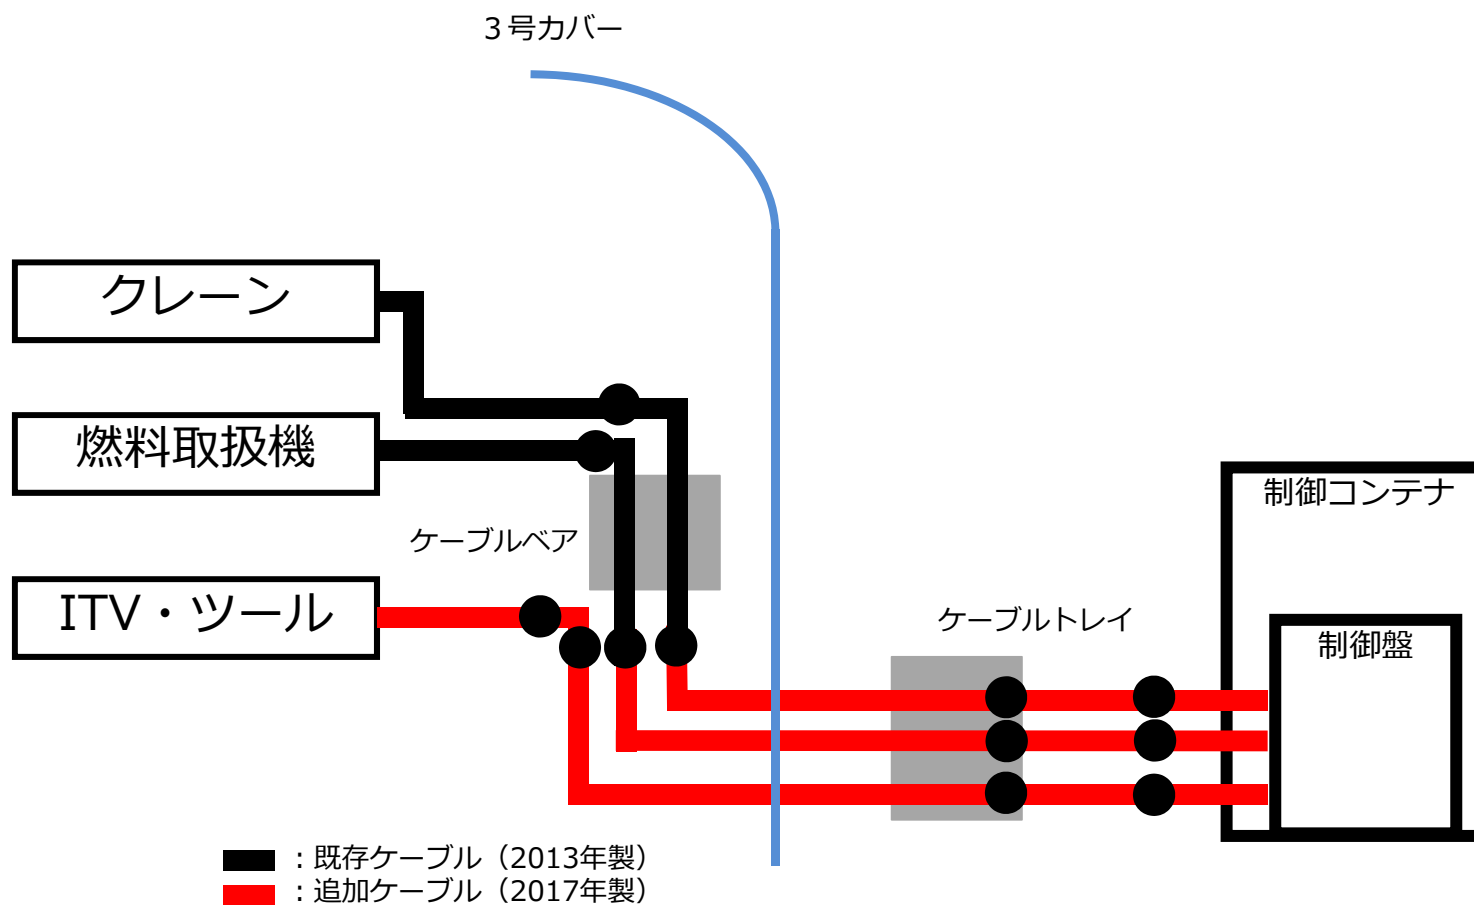 ３号カバー
クレーン
燃料取扱機
ケーブルベア
ITV・ツール
制御コンテナ
ケーブルトレイ
制御盤
：既存ケーブル（2013年製）
：追加ケーブル（2017年製）